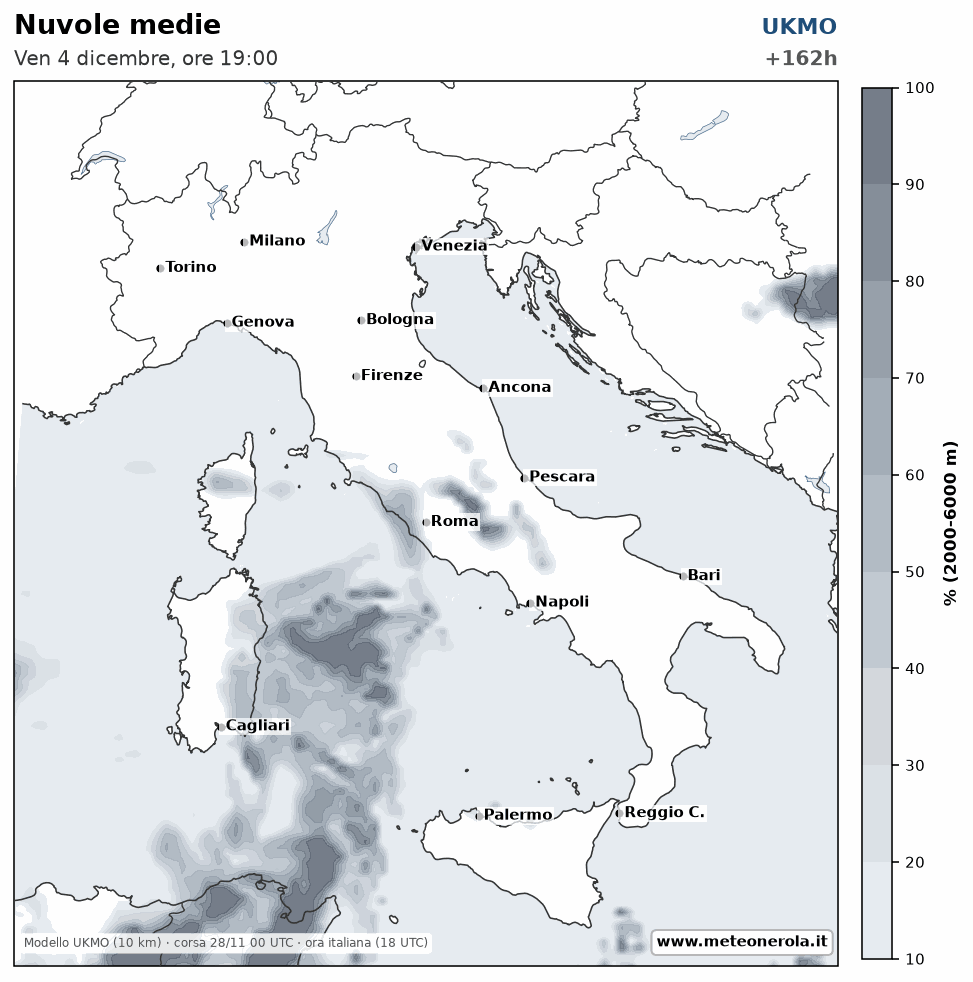 Nuvole medie
UKMO
Ven 4 dicembre, ore 19:00
+162h
Milano
Venezia
Torino
Genova
Bologna
Firenze
Ancona
Pescara
Roma
Bari
Napoli
Cagliari
Palermo
Reggio C.
Modello UKMO (10 km) · corsa 28/11 00 UTC · ora italiana (18 UTC)
www.meteonerola.it
100
90
80
70
60
50
40
30
20
10
% (2000-6000 m)